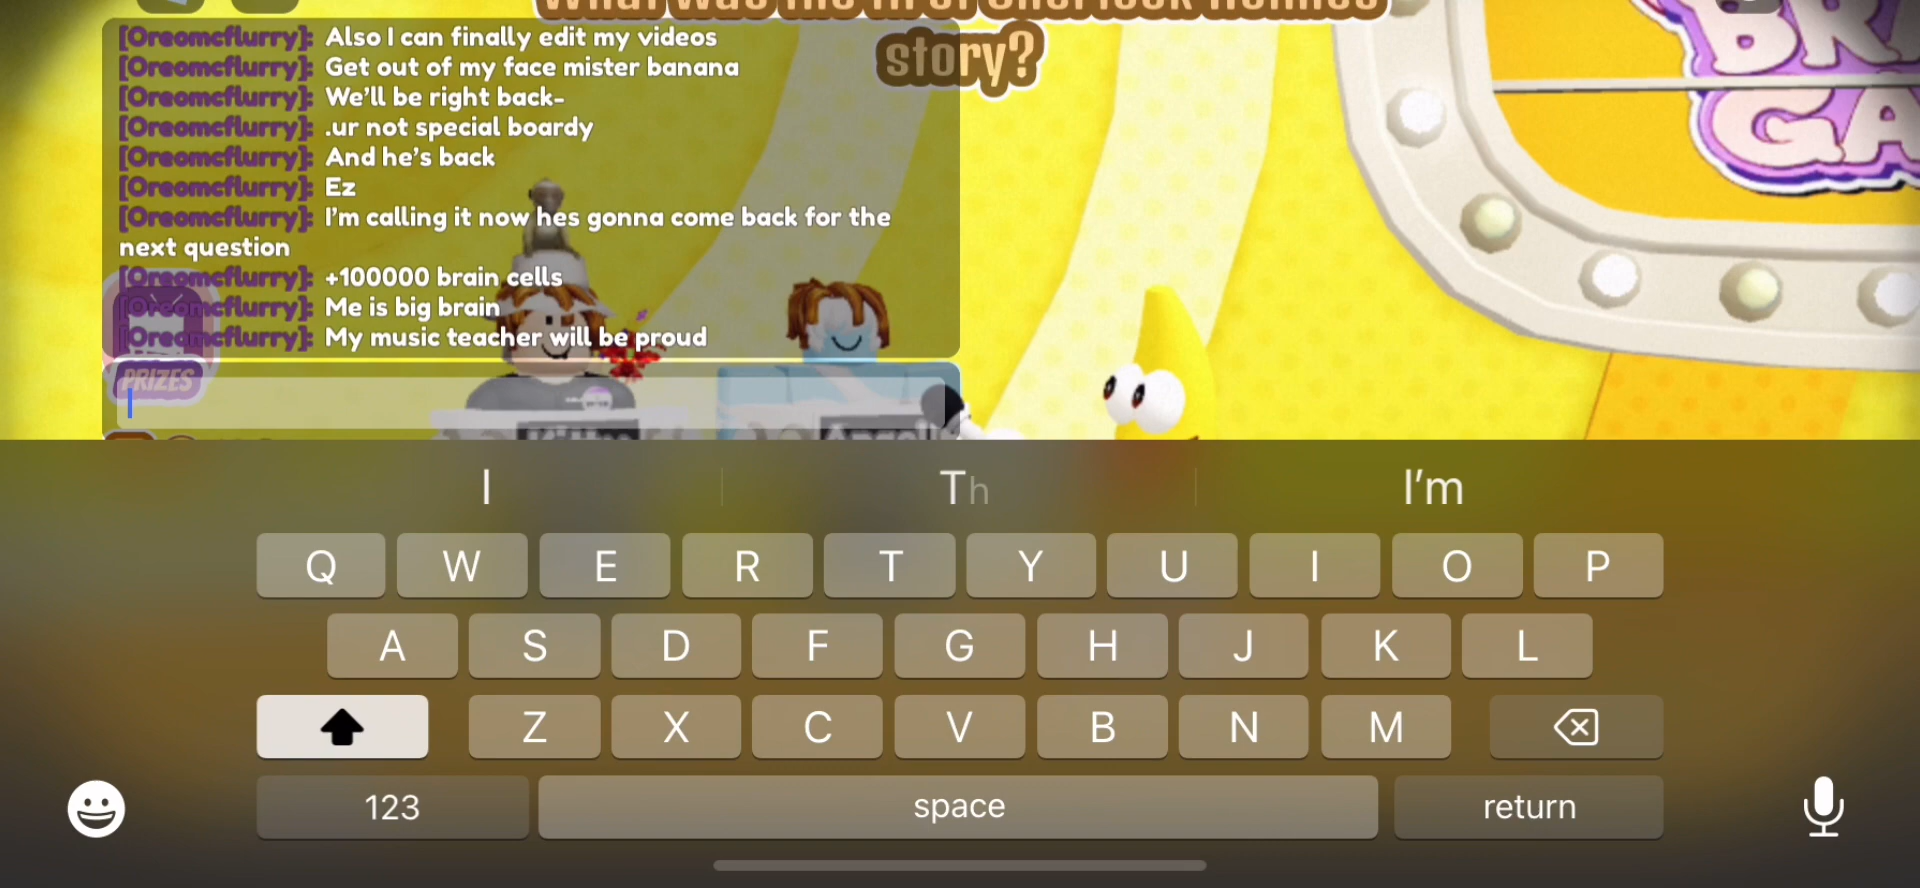 story?
[Oreomcflurry]: Also I can finally edit my videos
[Oreomcflurry]: Get out of my face mister banana
[Oreomcflurry]: We'll be right back-
[Oreomcflurry]: .ur not special boardy
[Oreomcflurry]: And he's back
[Oreomcflurry]: Ez
[Oreomcflurry]: I'm calling it now hes gonna come back for the
next question
[Oreomcflurry]: +100000 brain cells
[Oreomcflurry]: Me is big brain
[Oreomcflurry]: My music teacher will be proud
PRIZES
I Th I'm
Q W E R T Y U I O P
A S D F G H J K L
Z X C V B N M
123 space return